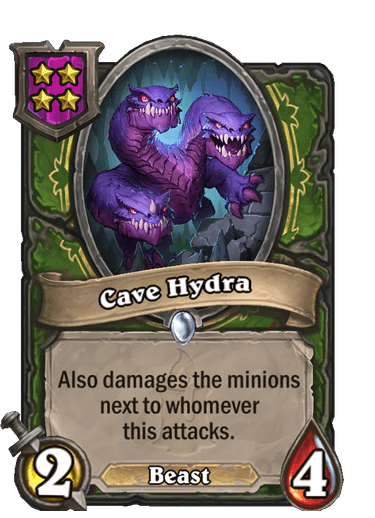 Cave Hydra
Also damages the minions
next to whomever
this attacks.
2
Beast
4